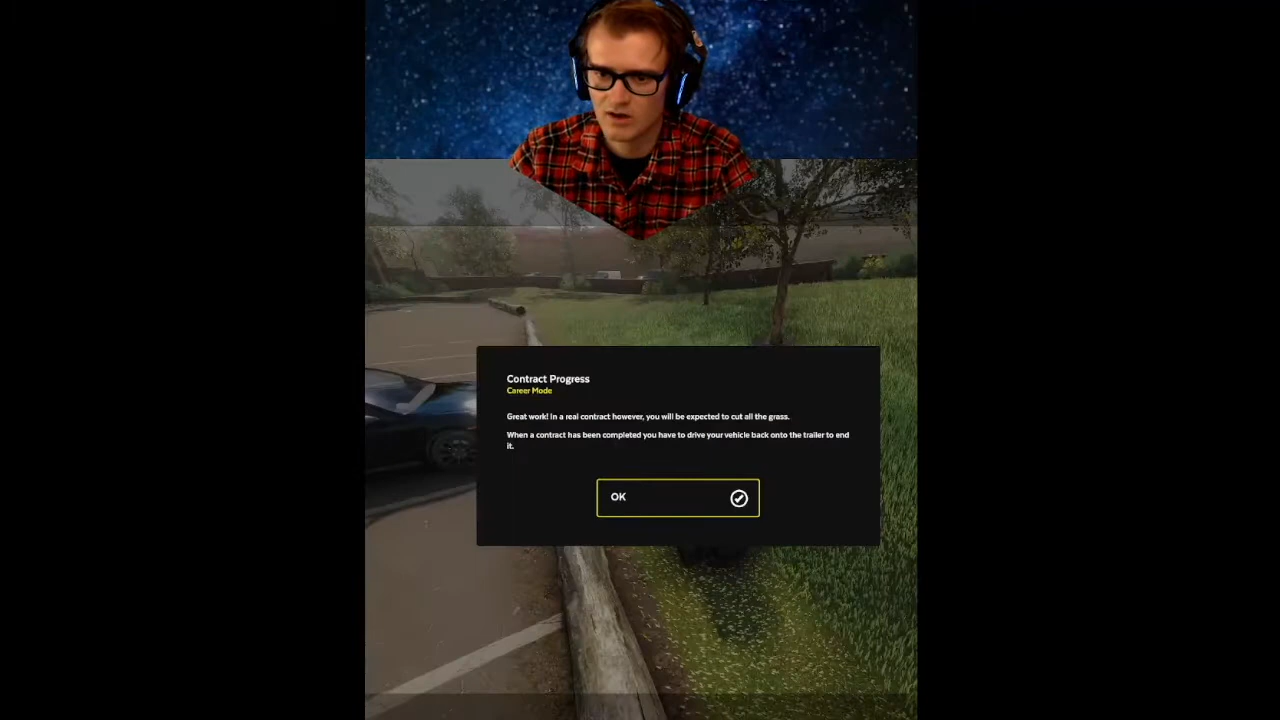 Contract Progress
Career Mode
Great work! In a real contract however, you will be expected to cut all the grass.
When a contract has been completed you have to drive your vehicle back onto the trailer to end
it.
OK